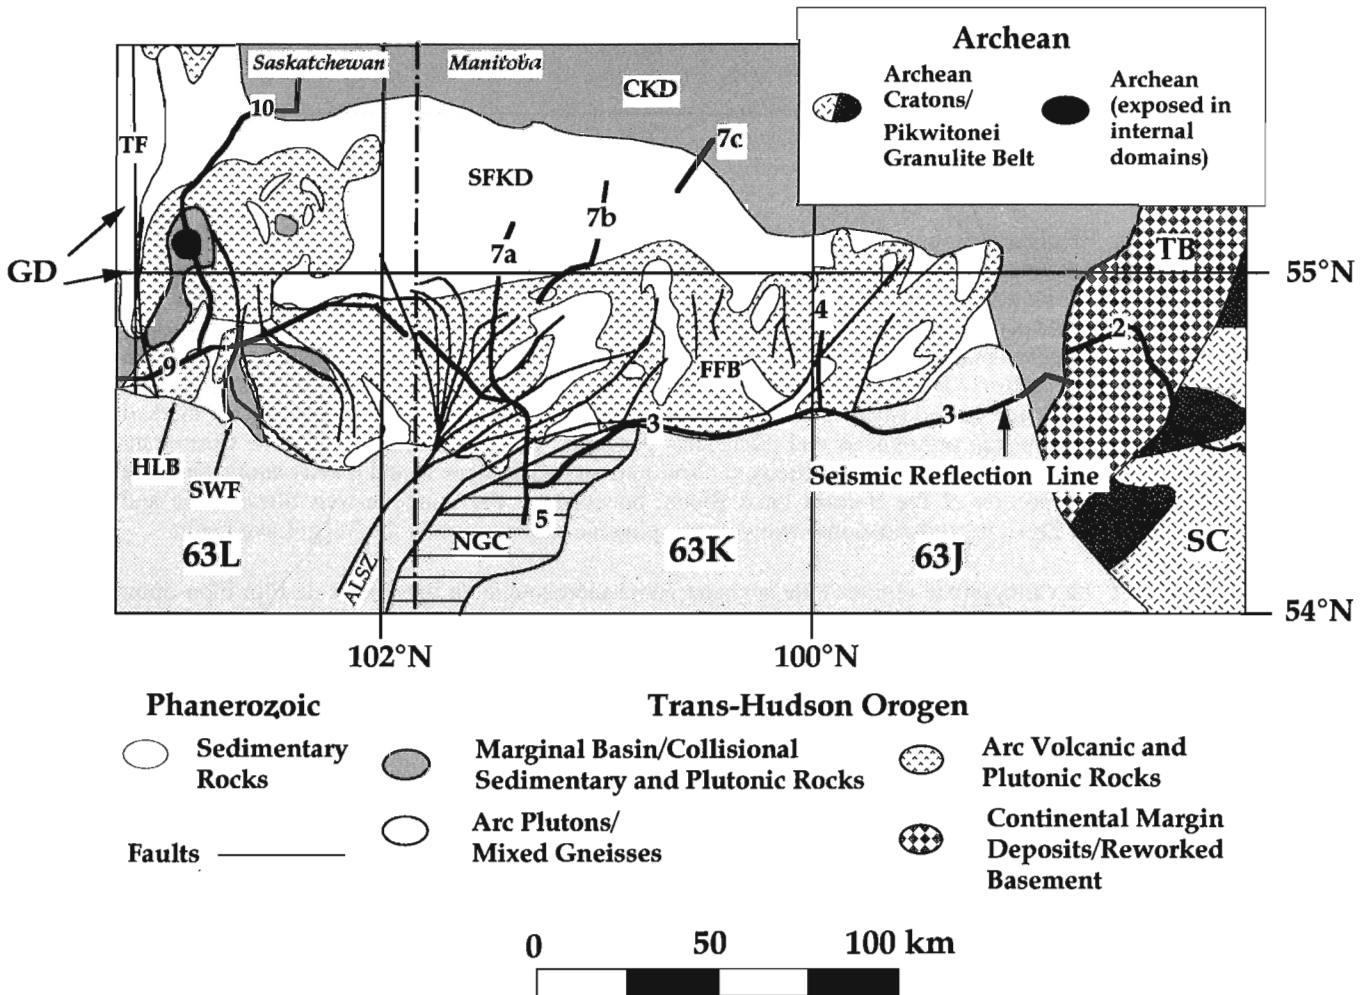 Archean
Archean
Cratons/
Pikwitonei
Granulite Belt
Archean
(exposed in
internal
domains)
Saskatchewan
Manitoba
CKD
10
TF
7c
SFKD
7b
7a
GD
TB
55°N
4
2
9
FFB
3
3
HLB
SWF
Seismic Reflection Line
5
NGC
ALSZ
63L
63K
63J
SC
54°N
102°N
100°N
Phanerozoic
Sedimentary
Rocks
Faults
Trans-Hudson Orogen
Marginal Basin/Collisional
Sedimentary and Plutonic Rocks
Arc Plutons/
Mixed Gneisses
Arc Volcanic and
Plutonic Rocks
Continental Margin
Deposits/Reworked
Basement
0
50
100 km